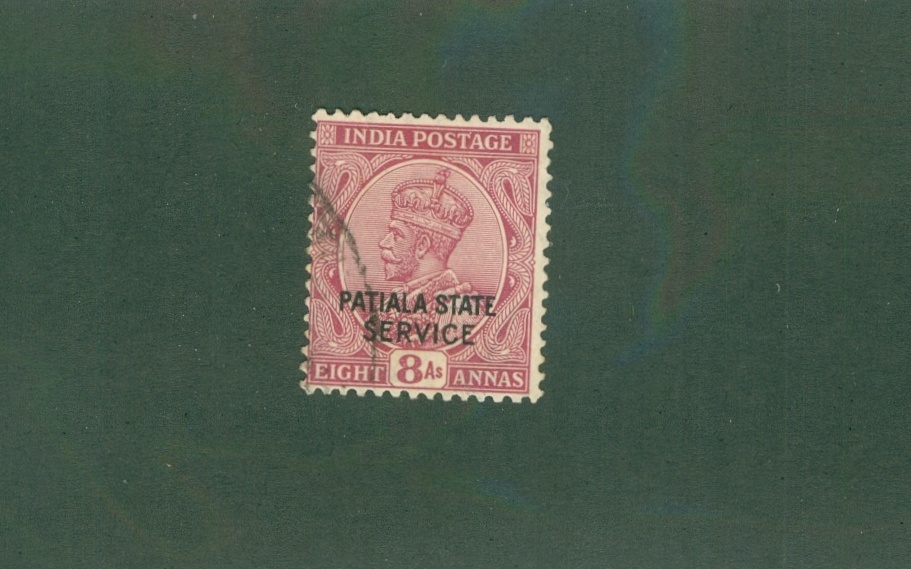 INDIA POSTAGE
PATIALA STATE
SERVICE
EIGHT 8As ANNAS